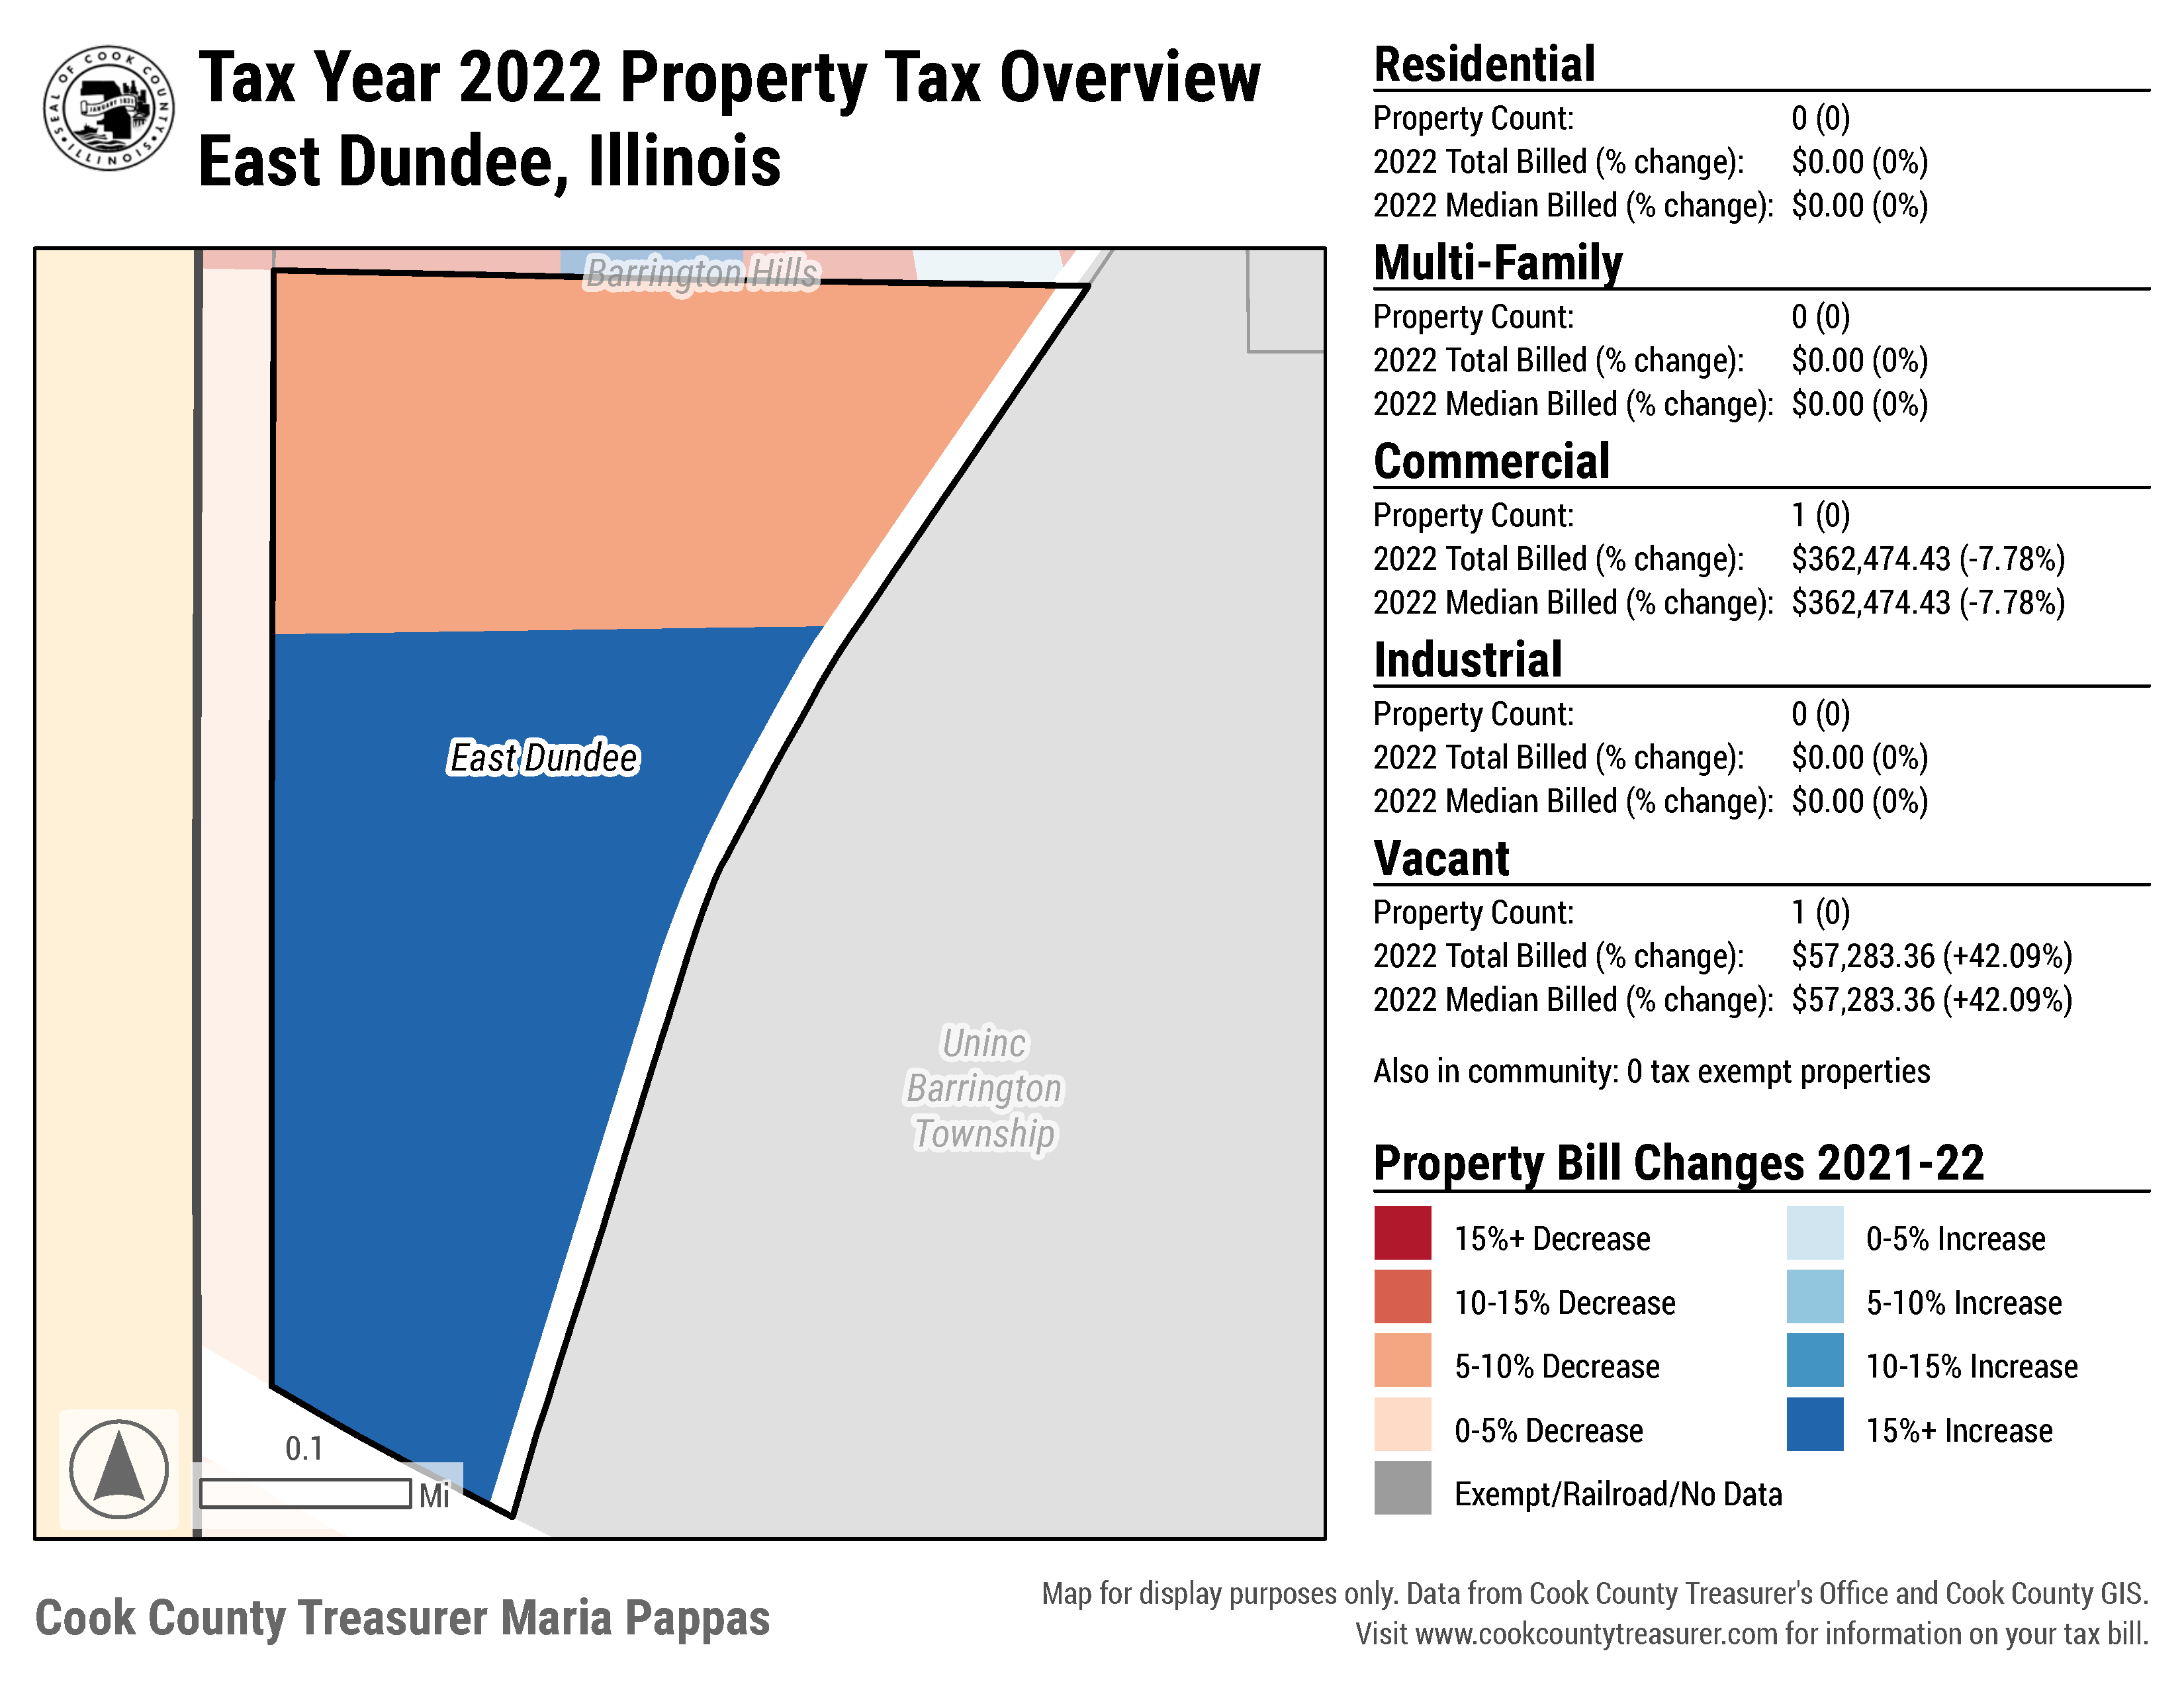 SEAL OF COOK COUNTY • ILLINOIS •
JANUARY 1831
Tax Year 2022 Property Tax Overview
East Dundee, Illinois
Barrington Hills
East Dundee
Uninc
Barrington
Township
0.1
Mi
Residential
Property Count: 0 (0)
2022 Total Billed (% change): $0.00 (0%)
2022 Median Billed (% change): $0.00 (0%)
Multi-Family
Property Count: 0 (0)
2022 Total Billed (% change): $0.00 (0%)
2022 Median Billed (% change): $0.00 (0%)
Commercial
Property Count: 1 (0)
2022 Total Billed (% change): $362,474.43 (-7.78%)
2022 Median Billed (% change): $362,474.43 (-7.78%)
Industrial
Property Count: 0 (0)
2022 Total Billed (% change): $0.00 (0%)
2022 Median Billed (% change): $0.00 (0%)
Vacant
Property Count: 1 (0)
2022 Total Billed (% change): $57,283.36 (+42.09%)
2022 Median Billed (% change): $57,283.36 (+42.09%)
Also in community: 0 tax exempt properties
Property Bill Changes 2021-22
15%+ Decrease 0-5% Increase
10-15% Decrease 5-10% Increase
5-10% Decrease 10-15% Increase
0-5% Decrease 15%+ Increase
Exempt/Railroad/No Data
Cook County Treasurer Maria Pappas
Map for display purposes only. Data from Cook County Treasurer's Office and Cook County GIS.
Visit www.cookcountytreasurer.com for information on your tax bill.